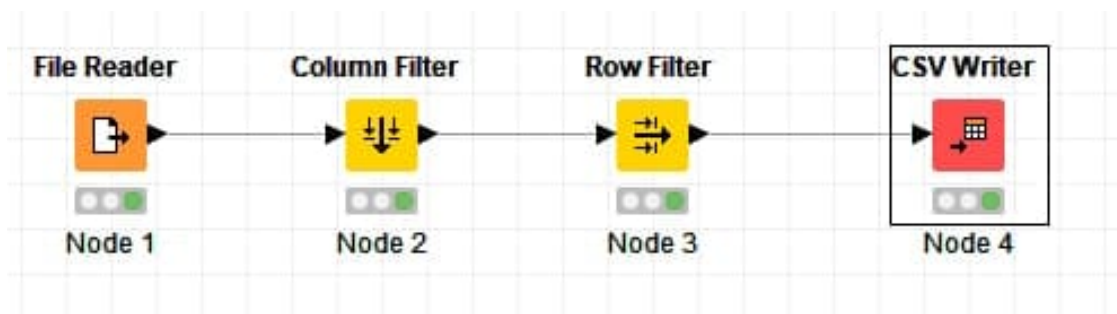 File Reader
Column Filter
Row Filter
CSV Writer
Node 1
Node 2
Node 3
Node 4